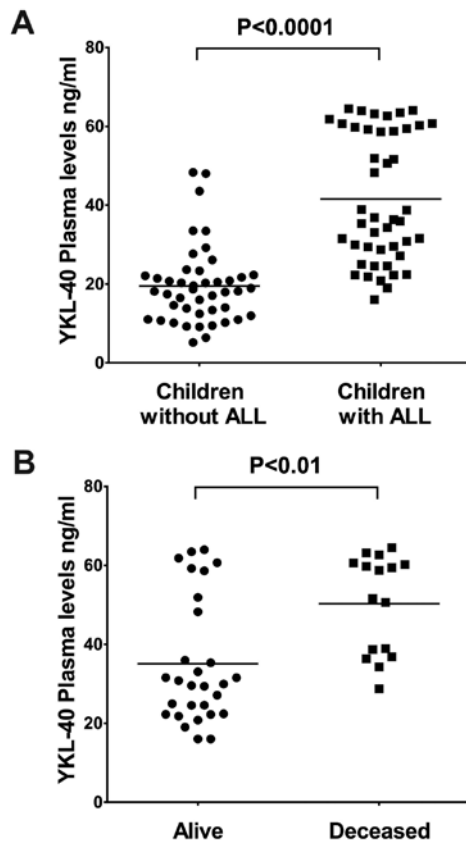 A
P<0.0001
YKL-40 Plasma levels ng/ml
80
60
40
20
0
Children
without ALL
Children
with ALL
B
P<0.01
YKL-40 Plasma levels ng/ml
80
60
40
20
0
Alive
Deceased